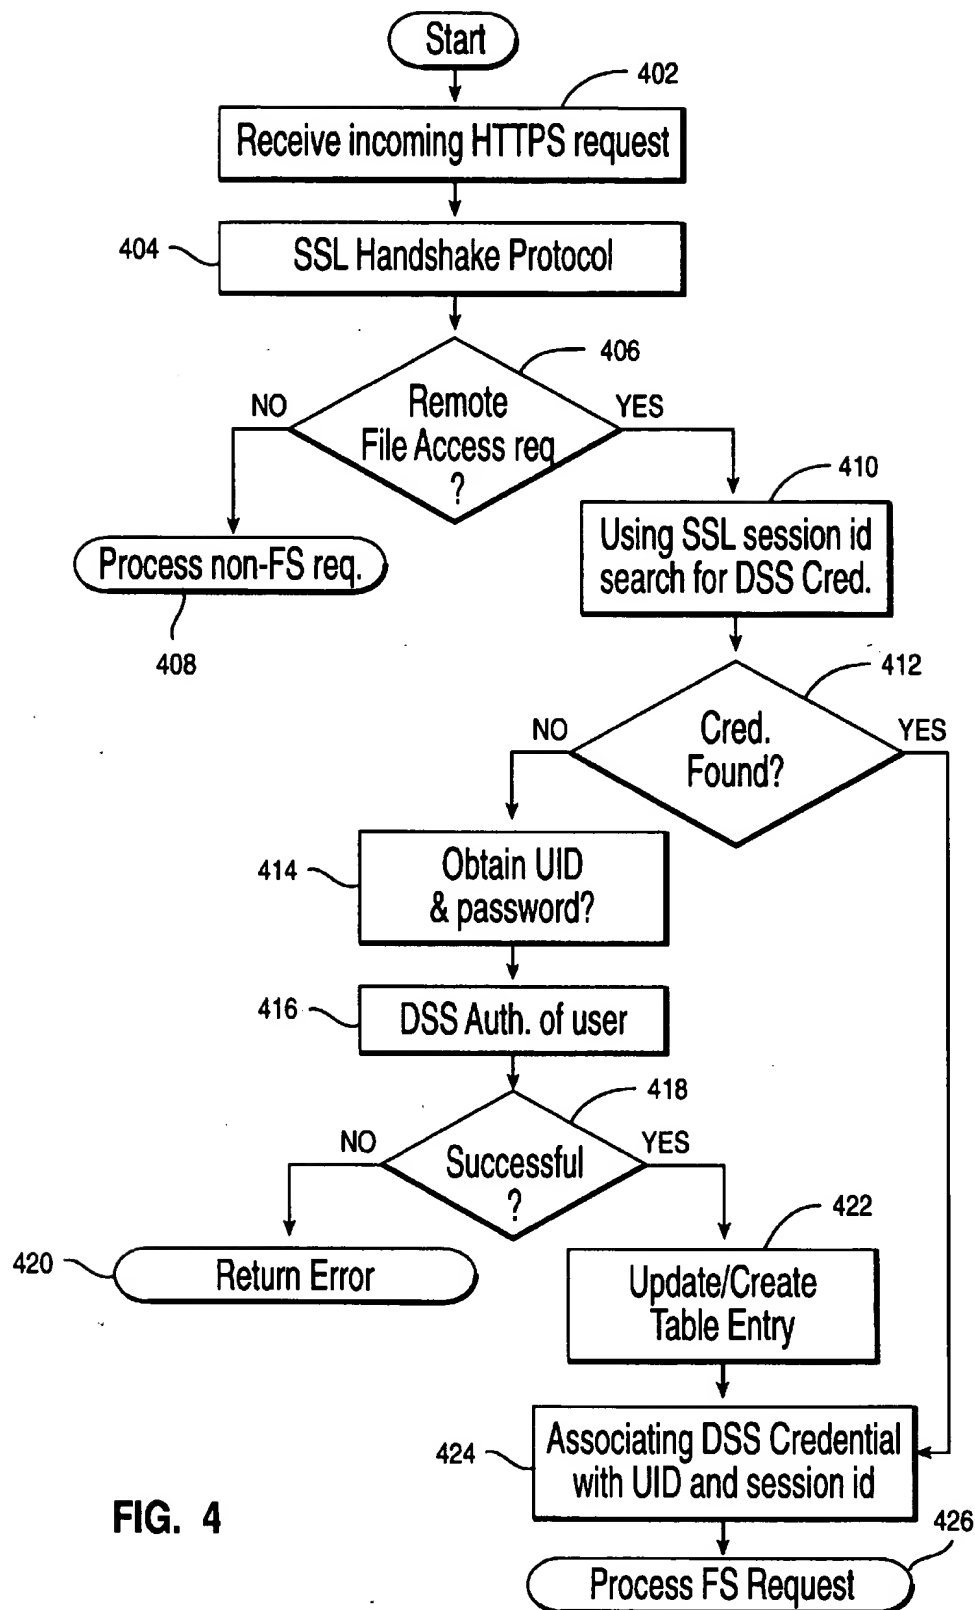 Start
402
Receive incoming HTTPS request
404
SSL Handshake Protocol
406
NO
YES
Remote
File Access req
?
410
Using SSL session id
search for DSS Cred.
Process non-FS req.
408
412
NO
YES
Cred.
Found?
414
Obtain UID
& password?
416
DSS Auth. of user
418
NO
YES
Successful
?
422
420
Return Error
Update/Create
Table Entry
424
Associating DSS Credential
with UID and session id
FIG. 4
426
Process FS Request